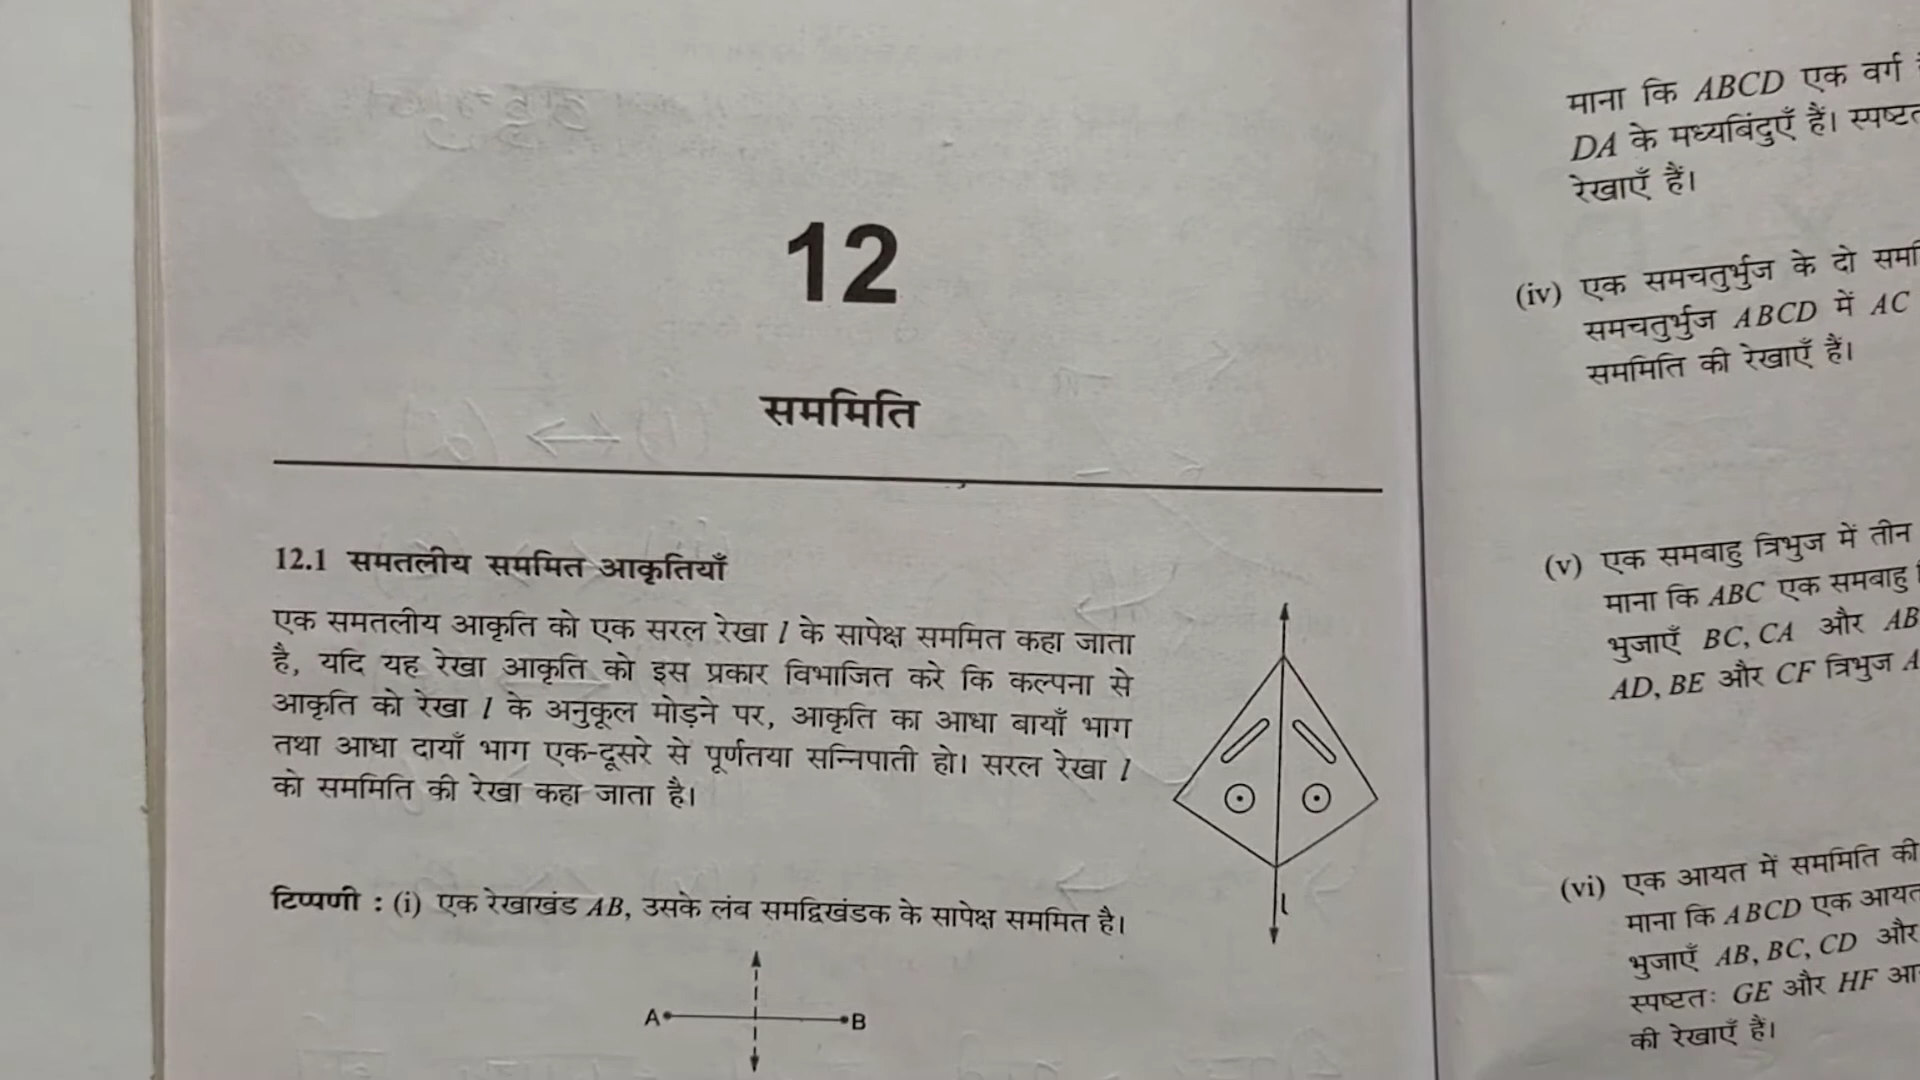 12
सममिति
12.1 समतलीय सममित आकृतियाँ
एक समतलीय आकृति को एक सरल रेखा l के सापेक्ष सममित कहा जाता
है, यदि यह रेखा आकृति को इस प्रकार विभाजित करे कि कल्पना से
आकृति को रेखा l के अनुकूल मोड़ने पर, आकृति का आधा बायाँ भाग
तथा आधा दायाँ भाग एक-दूसरे से पूर्णतया सन्निपाती हो। सरल रेखा l
को सममिति की रेखा कहा जाता है।
l
टिप्पणी : (i) एक रेखाखंड AB, उसके लंब समद्विखंडक के सापेक्ष सममित है।
A B
माना कि ABCD एक वर्ग
DA के मध्यबिंदुएँ हैं।
रेखाएँ हैं।
(iv) एक समचतुर्भुज के दो
समचतुर्भुज ABCD में AC
सममिति की रेखाएँ हैं।
(v) एक समबाहु त्रिभुज में तीन
माना कि ABC एक समबाहु
भुजाएँ BC, CA और AB
AD, BE और CF त्रिभुज
(vi) एक आयत में सममिति की
माना कि ABCD एक आयत
भुजाएँ AB, BC, CD और
स्पष्टतः GE और HF
की रेखाएँ हैं।